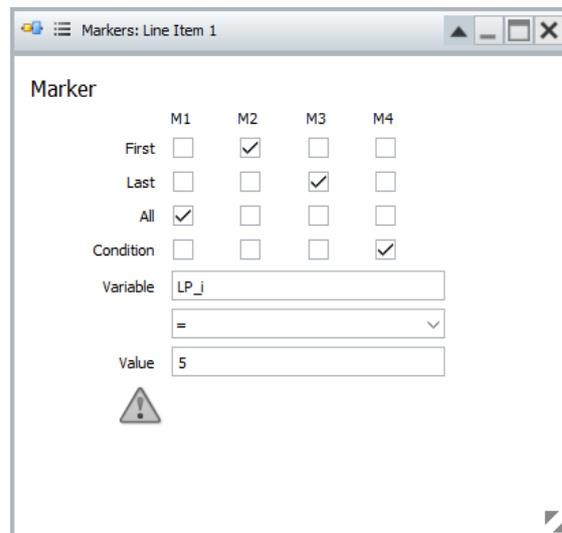 Markers: Line Item 1
Marker
M1 M2 M3 M4
First
Last
All
Condition
Variable LP_i
=
Value 5